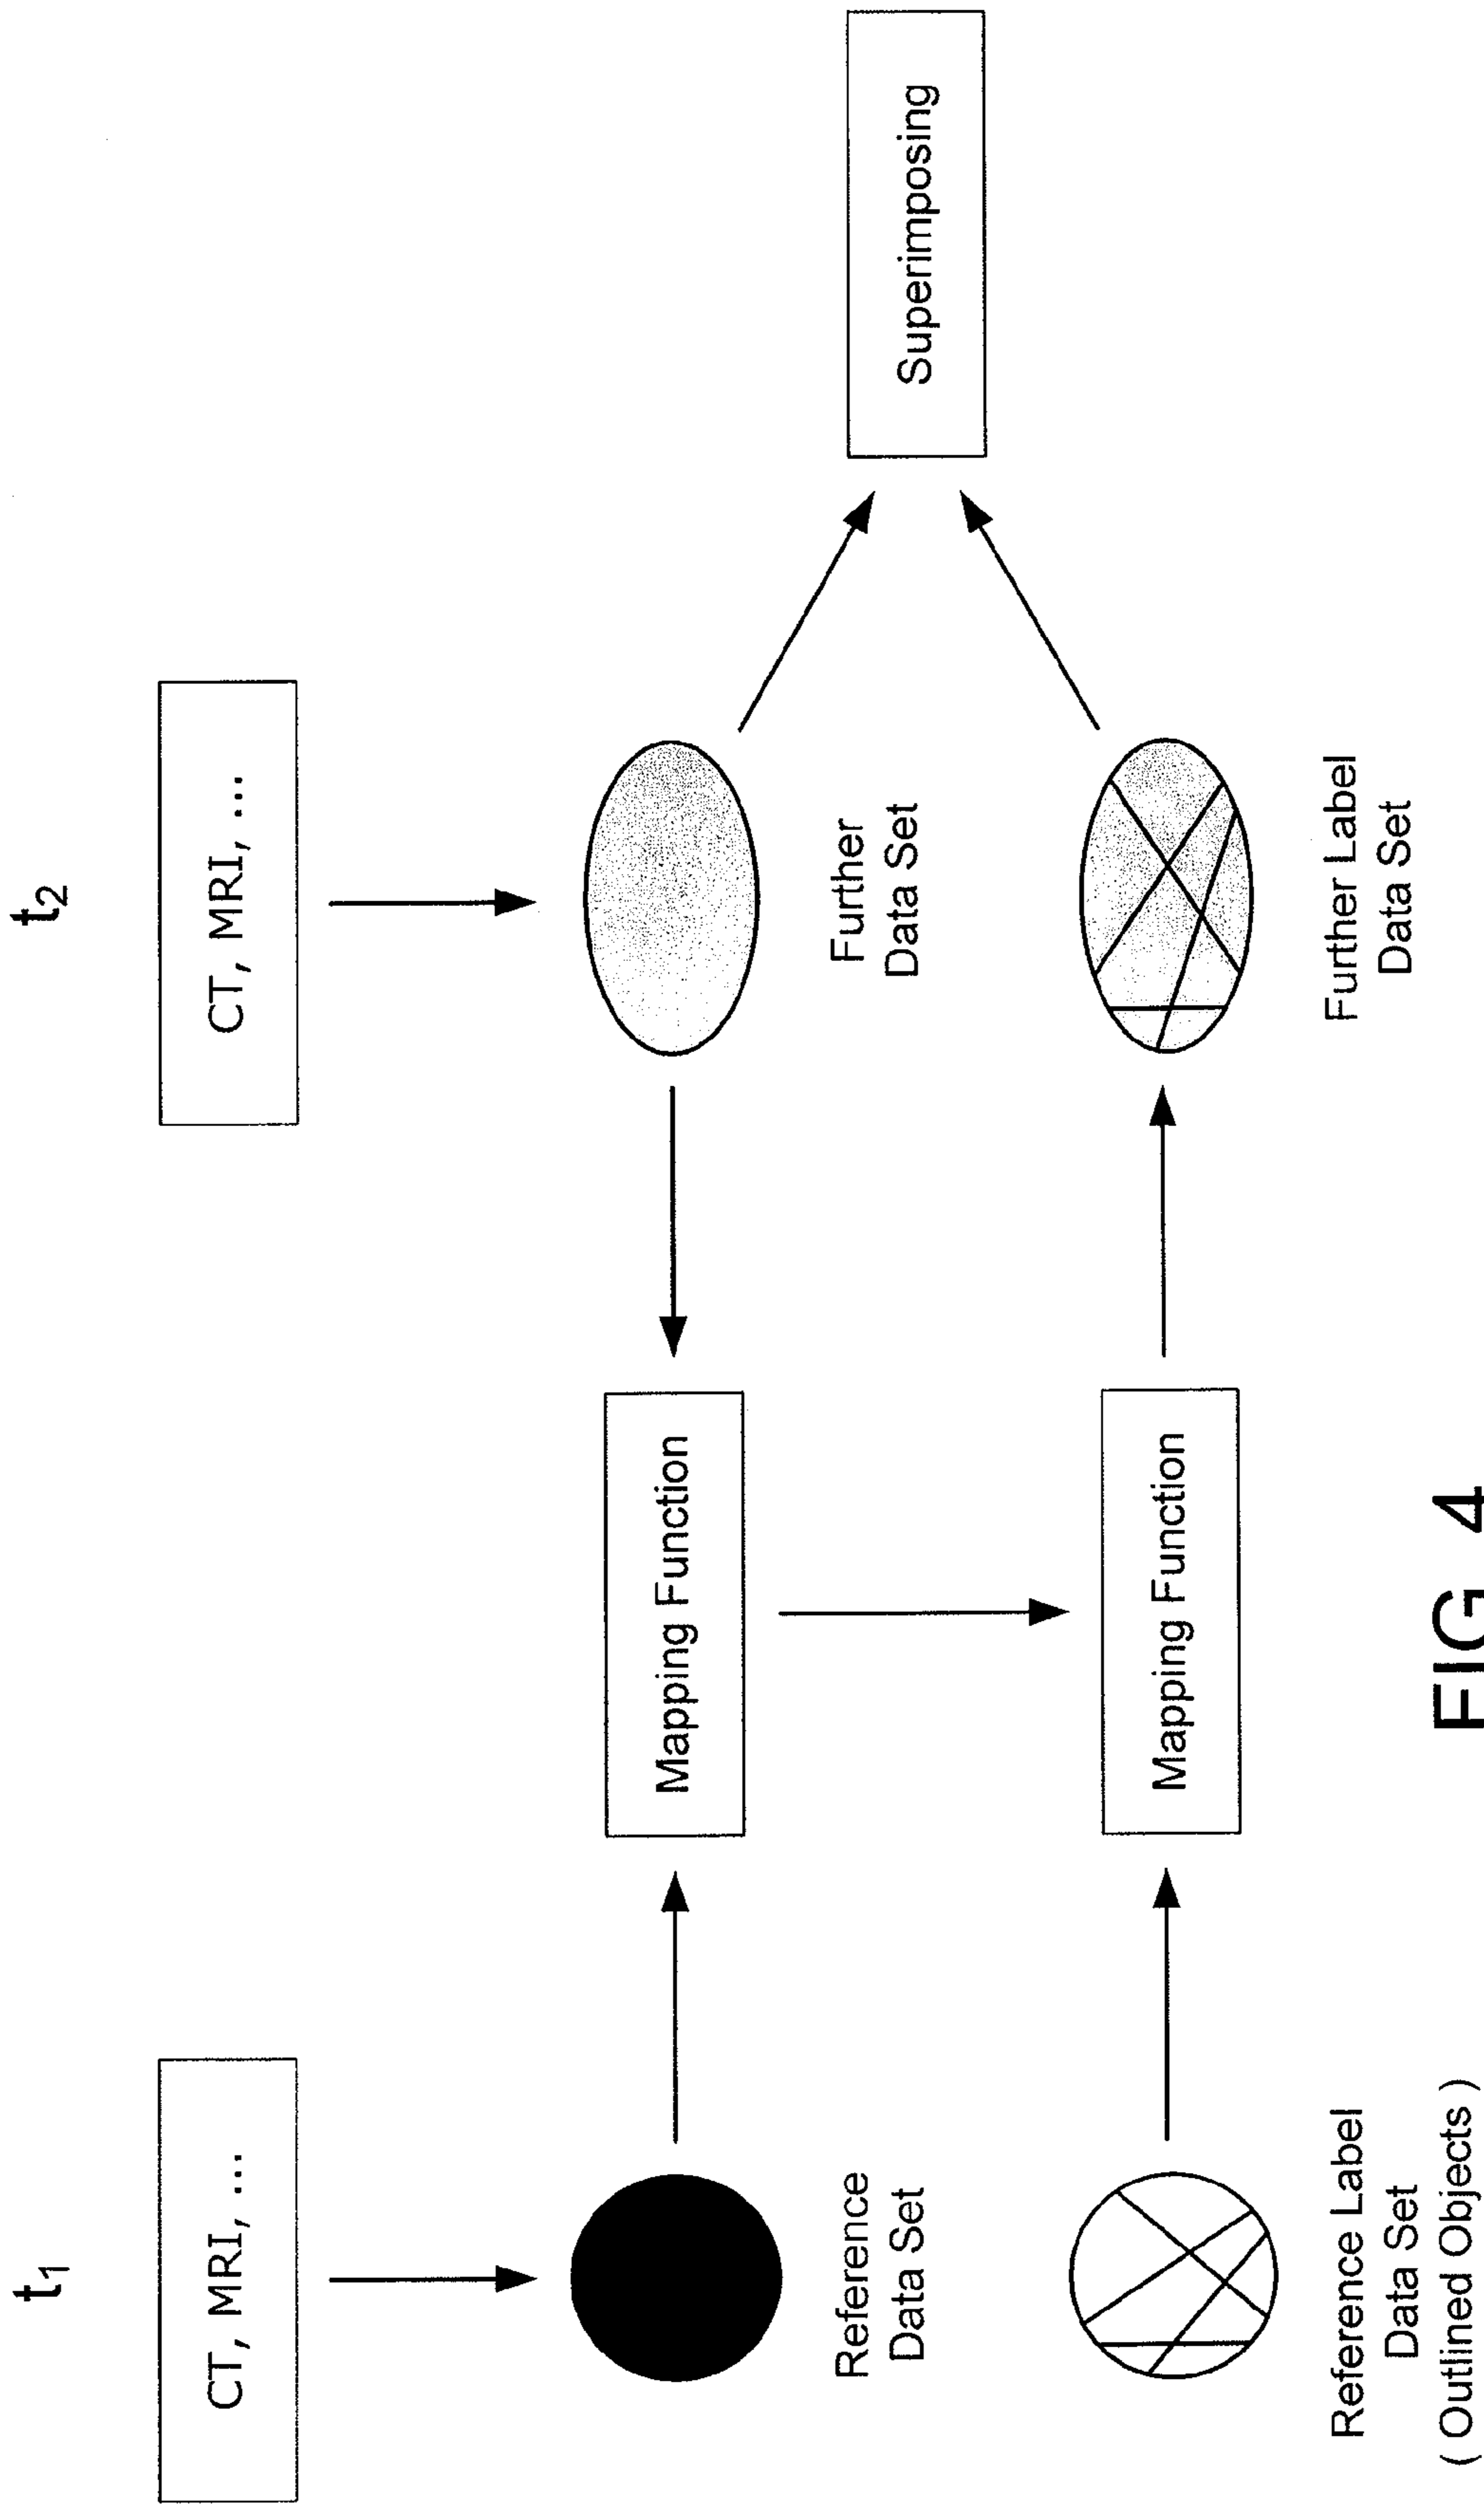 t₁
t₂
CT, MRI, ...
CT, MRI, ...
Reference
Data Set
Mapping Function
Further
Data Set
Superimposing
Reference Label
Data Set
( Outlined Objects )
Mapping Function
Further Label
Data Set
FIG 4